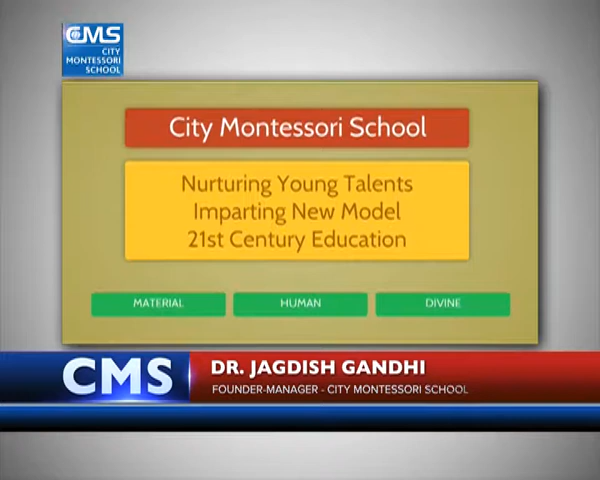 CMS
CITY
MONTESSORI
SCHOOL
City Montessori School
Nurturing Young Talents
Imparting New Model
21st Century Education
MATERIAL
HUMAN
DIVINE
CMS
DR. JAGDISH GANDHI
FOUNDER-MANAGER - CITY MONTESSORI SCHOOL